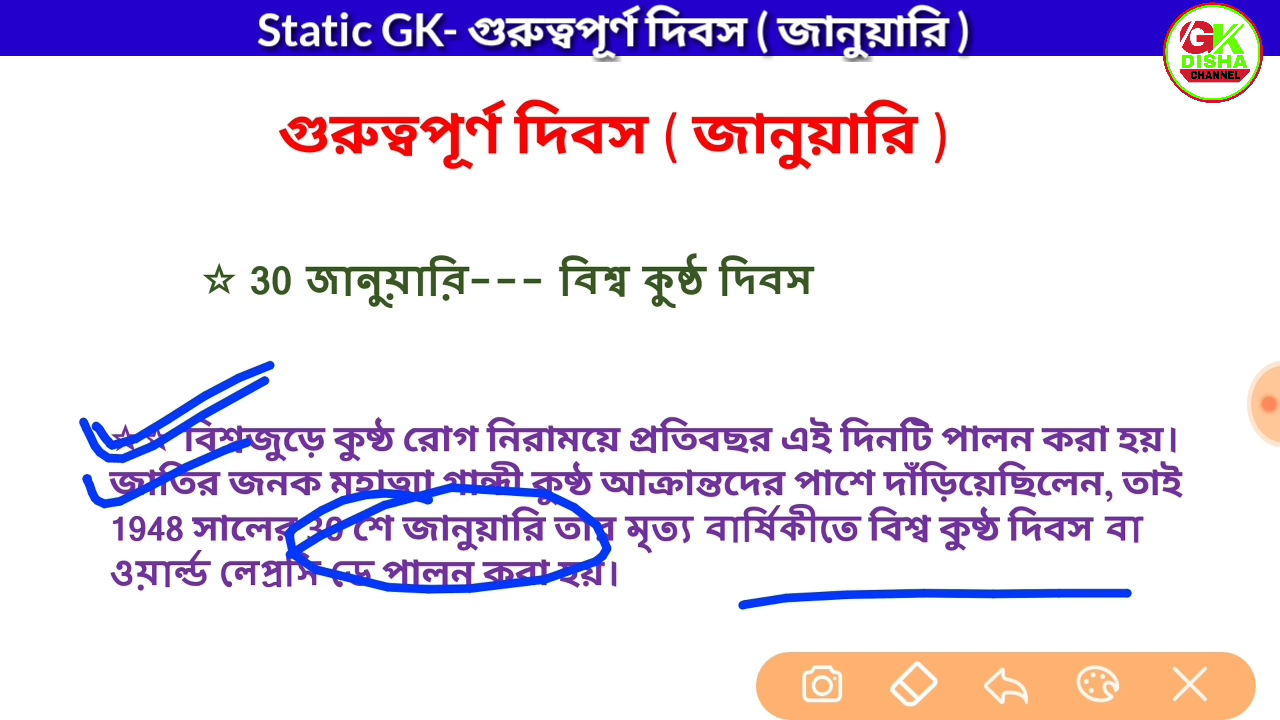 Static GK- গুরুত্বপূর্ণ দিবস ( জানুয়ারি )
GK
DISHA
CHANNEL
গুরুত্বপূর্ণ দিবস ( জানুয়ারি )
☆ 30 জানুয়ারি--- বিশ্ব কুষ্ঠ দিবস
☆☆ বিশ্বজুড়ে কুষ্ঠ রোগ নিরাময়ে প্রতিবছর এই দিনটি পালন করা হয়।
জাতির জনক মহাত্মা গান্ধী কুষ্ঠ আক্রান্তদের পাশে দাঁড়িয়েছিলেন, তাই
1948 সালের 30 শে জানুয়ারি তার মৃত্য বার্ষিকীতে বিশ্ব কুষ্ঠ দিবস বা
ওয়ার্ল্ড লেপ্রসি ডে পালন করা হয়।